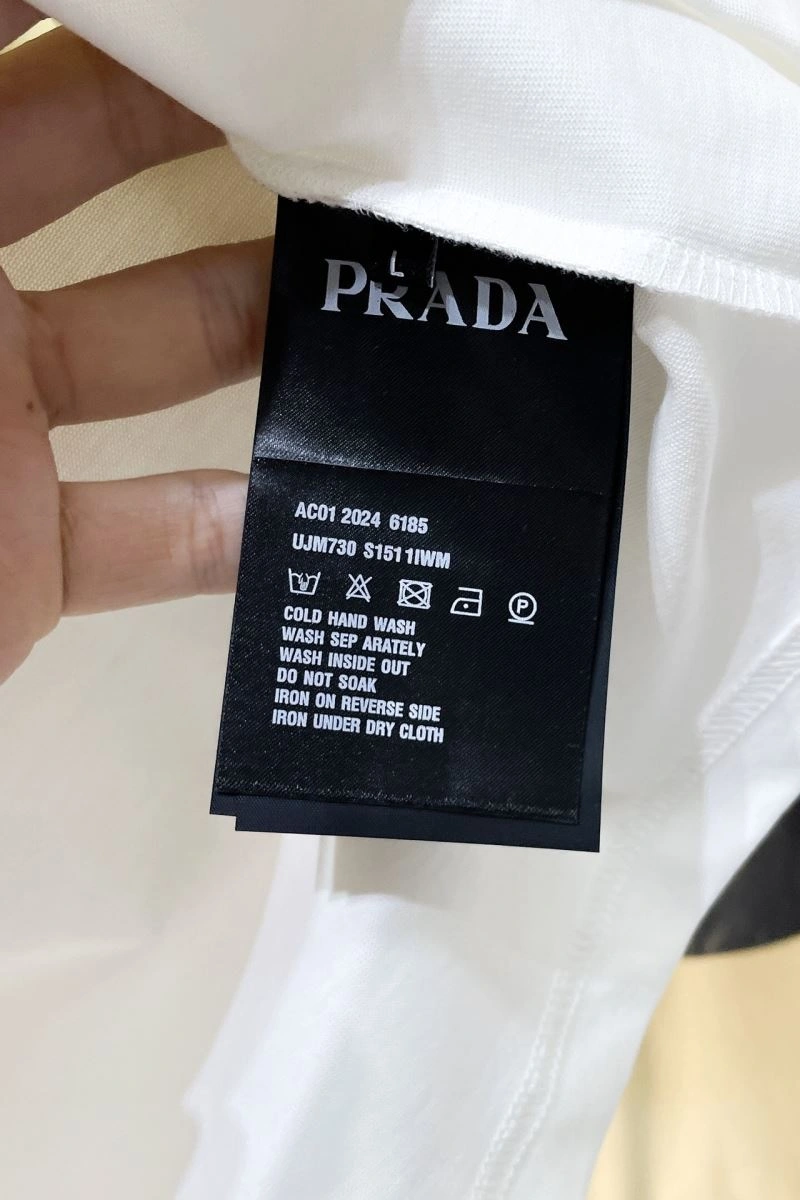 L
PRADA
AC01 2024 6185
UJM730 S151 1IWM
P
COLD HAND WASH
WASH SEP ARATELY
WASH INSIDE OUT
DO NOT SOAK
IRON ON REVERSE SIDE
IRON UNDER DRY CLOTH